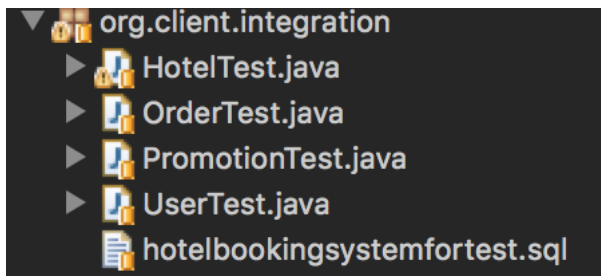 org.client.integration
HotelTest.java
OrderTest.java
PromotionTest.java
UserTest.java
hotelbookingsystemfortest.sql